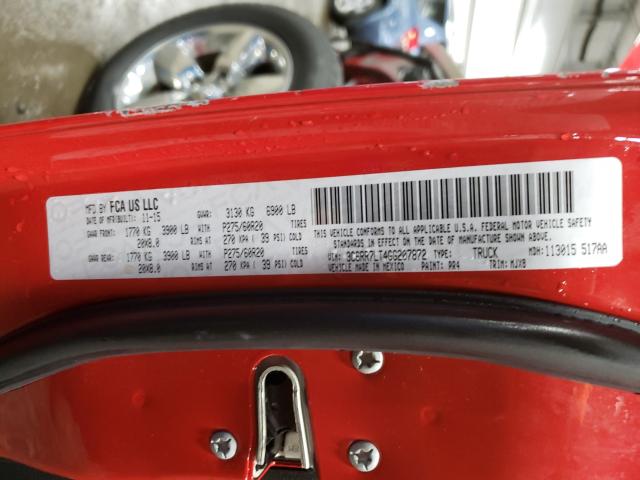 MFD BY FCA US LLC
DATE OF MFR(BUILT): 11-15 GVWR: 3130 KG 6900 LB
GAWR FRONT: 1770 KG 3900 LB WITH P275/60R20 TIRES
20X8.0 RIMS AT 270 KPA ( 39 PSI) COLD
GAWR REAR: 1770 KG 3900 LB WITH P275/60R20 TIRES
20X8.0 RIMS AT 270 KPA ( 39 PSI) COLD
THIS VEHICLE CONFORMS TO ALL APPLICABLE U.S.A. FEDERAL MOTOR VEHICLE SAFETY
STANDARDS IN EFFECT ON THE DATE OF MANUFACTURE SHOWN ABOVE.
VIN: 3C6RR7LT4GG207872 TYPE: TRUCK MDH: 113015 517AA
VEHICLE MADE IN MEXICO PAINT: PR4 TRIM: MJX8